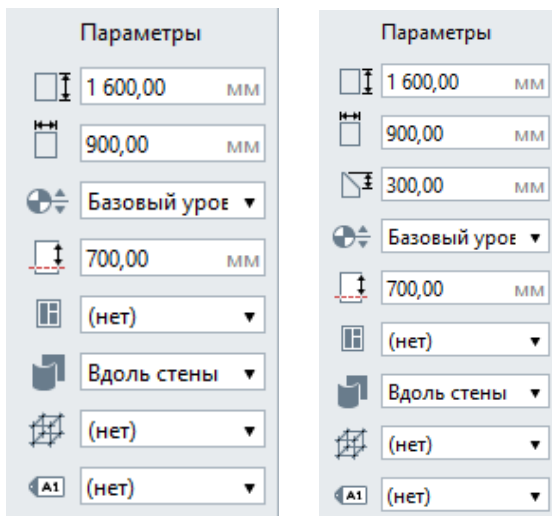 Параметры
1 600,00 мм
900,00 мм
Базовый уров
700,00 мм
(нет)
Вдоль стены
(нет)
A1 (нет)
Параметры
1 600,00 мм
900,00 мм
300,00 мм
Базовый уров
700,00 мм
(нет)
Вдоль стены
(нет)
A1 (нет)